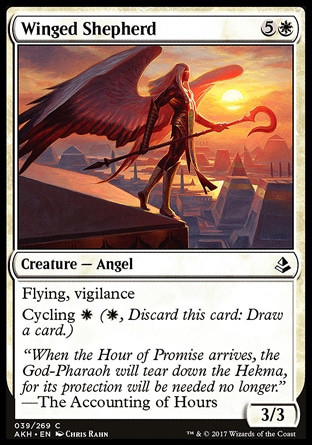 Winged Shepherd 5
Creature — Angel
Flying, vigilance
Cycling (, Discard this card: Draw
a card.)
“When the Hour of Promise arrives, the
God-Pharaoh will tear down the Hekma,
for its protection will be needed no longer.”
—The Accounting of Hours
3/3
039/269 C
AKH • EN Chris Rahn
™ & © 2017 Wizards of the Coast